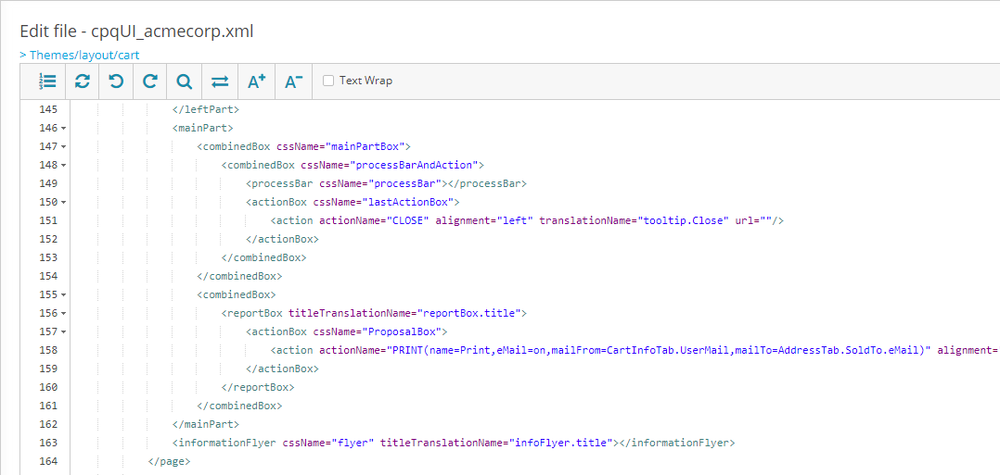 Edit file - cpqUI_acmecorp.xml
> Themes/layout/cart
A+ A- Text Wrap
145 </leftPart>
146 <mainPart>
147 <combinedBox cssName="mainPartBox">
148 <combinedBox cssName="processBarAndAction">
149 <processBar cssName="processBar"></processBar>
150 <actionBox cssName="lastActionBox">
151 <action actionName="CLOSE" alignment="left" translationName="tooltip.Close" url=""/>
152 </actionBox>
153 </combinedBox>
154 </combinedBox>
155 <combinedBox>
156 <reportBox titleTranslationName="reportBox.title">
157 <actionBox cssName="ProposalBox">
158 <action actionName="PRINT(name=Print,eMail=on,mailFrom=CartInfoTab.UserMail,mailTo=AddressTab.SoldTo.eMail)" alignment=
159 </actionBox>
160 </reportBox>
161 </combinedBox>
162 </mainPart>
163 <informationFlyer cssName="flyer" titleTranslationName="infoFlyer.title"></informationFlyer>
164 </page>